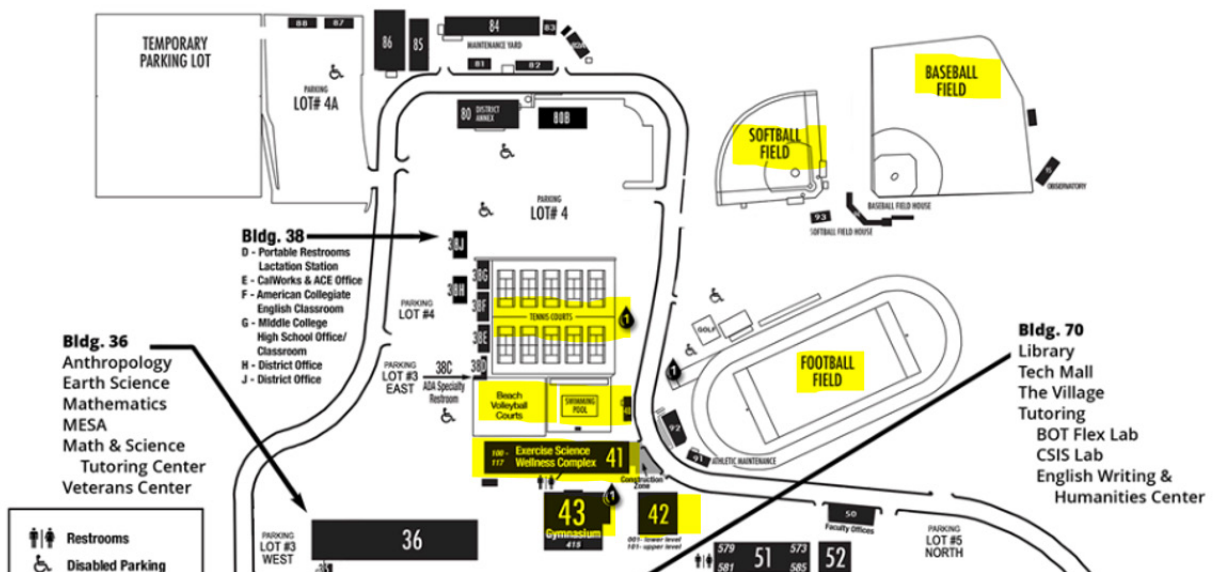 TEMPORARY
PARKING LOT
88
87
PARKING
LOT# 4A
86
85
84
83
MAINTENANCE YARD
81
82
80 DISTRICT
ANNEX
80B
BASEBALL
FIELD
SOFTBALL
FIELD
OBSERVATORY
BASEBALL FIELD HOUSE
93
SOFTBALL FIELD HOUSE
PARKING
LOT# 4
Bldg. 38
D - Portable Restrooms
Lactation Station
E - CalWorks & ACE Office
F - American Collegiate
English Classroom
G - Middle College
High School Office/
Classroom
H - District Office
J - District Office
38J
38H
38G
38F
38E
38D
PARKING
LOT #4
TENNIS COURTS
1
PARKING
LOT #3
EAST
38C
ADA Specialty
Restroom
Beach
Volleyball
Courts
SWIMMING
POOL
GOLF
1
FOOTBALL
FIELD
92
91
ATHLETIC MAINTENANCE
Bldg. 36
Anthropology
Earth Science
Mathematics
MESA
Math & Science
Tutoring Center
Veterans Center
Bldg. 70
Library
Tech Mall
The Village
Tutoring
BOT Flex Lab
CSIS Lab
English Writing &
Humanities Center
100 -
117
Exercise Science
Wellness Complex
41
Construction
Zone
1
43
Gymnasium
415
42
001- lower level
101- upper level
50
Faculty Offices
PARKING
LOT #5
NORTH
PARKING
LOT #3
WEST
36
579
581
51
573
585
52
Restrooms
Disabled Parking